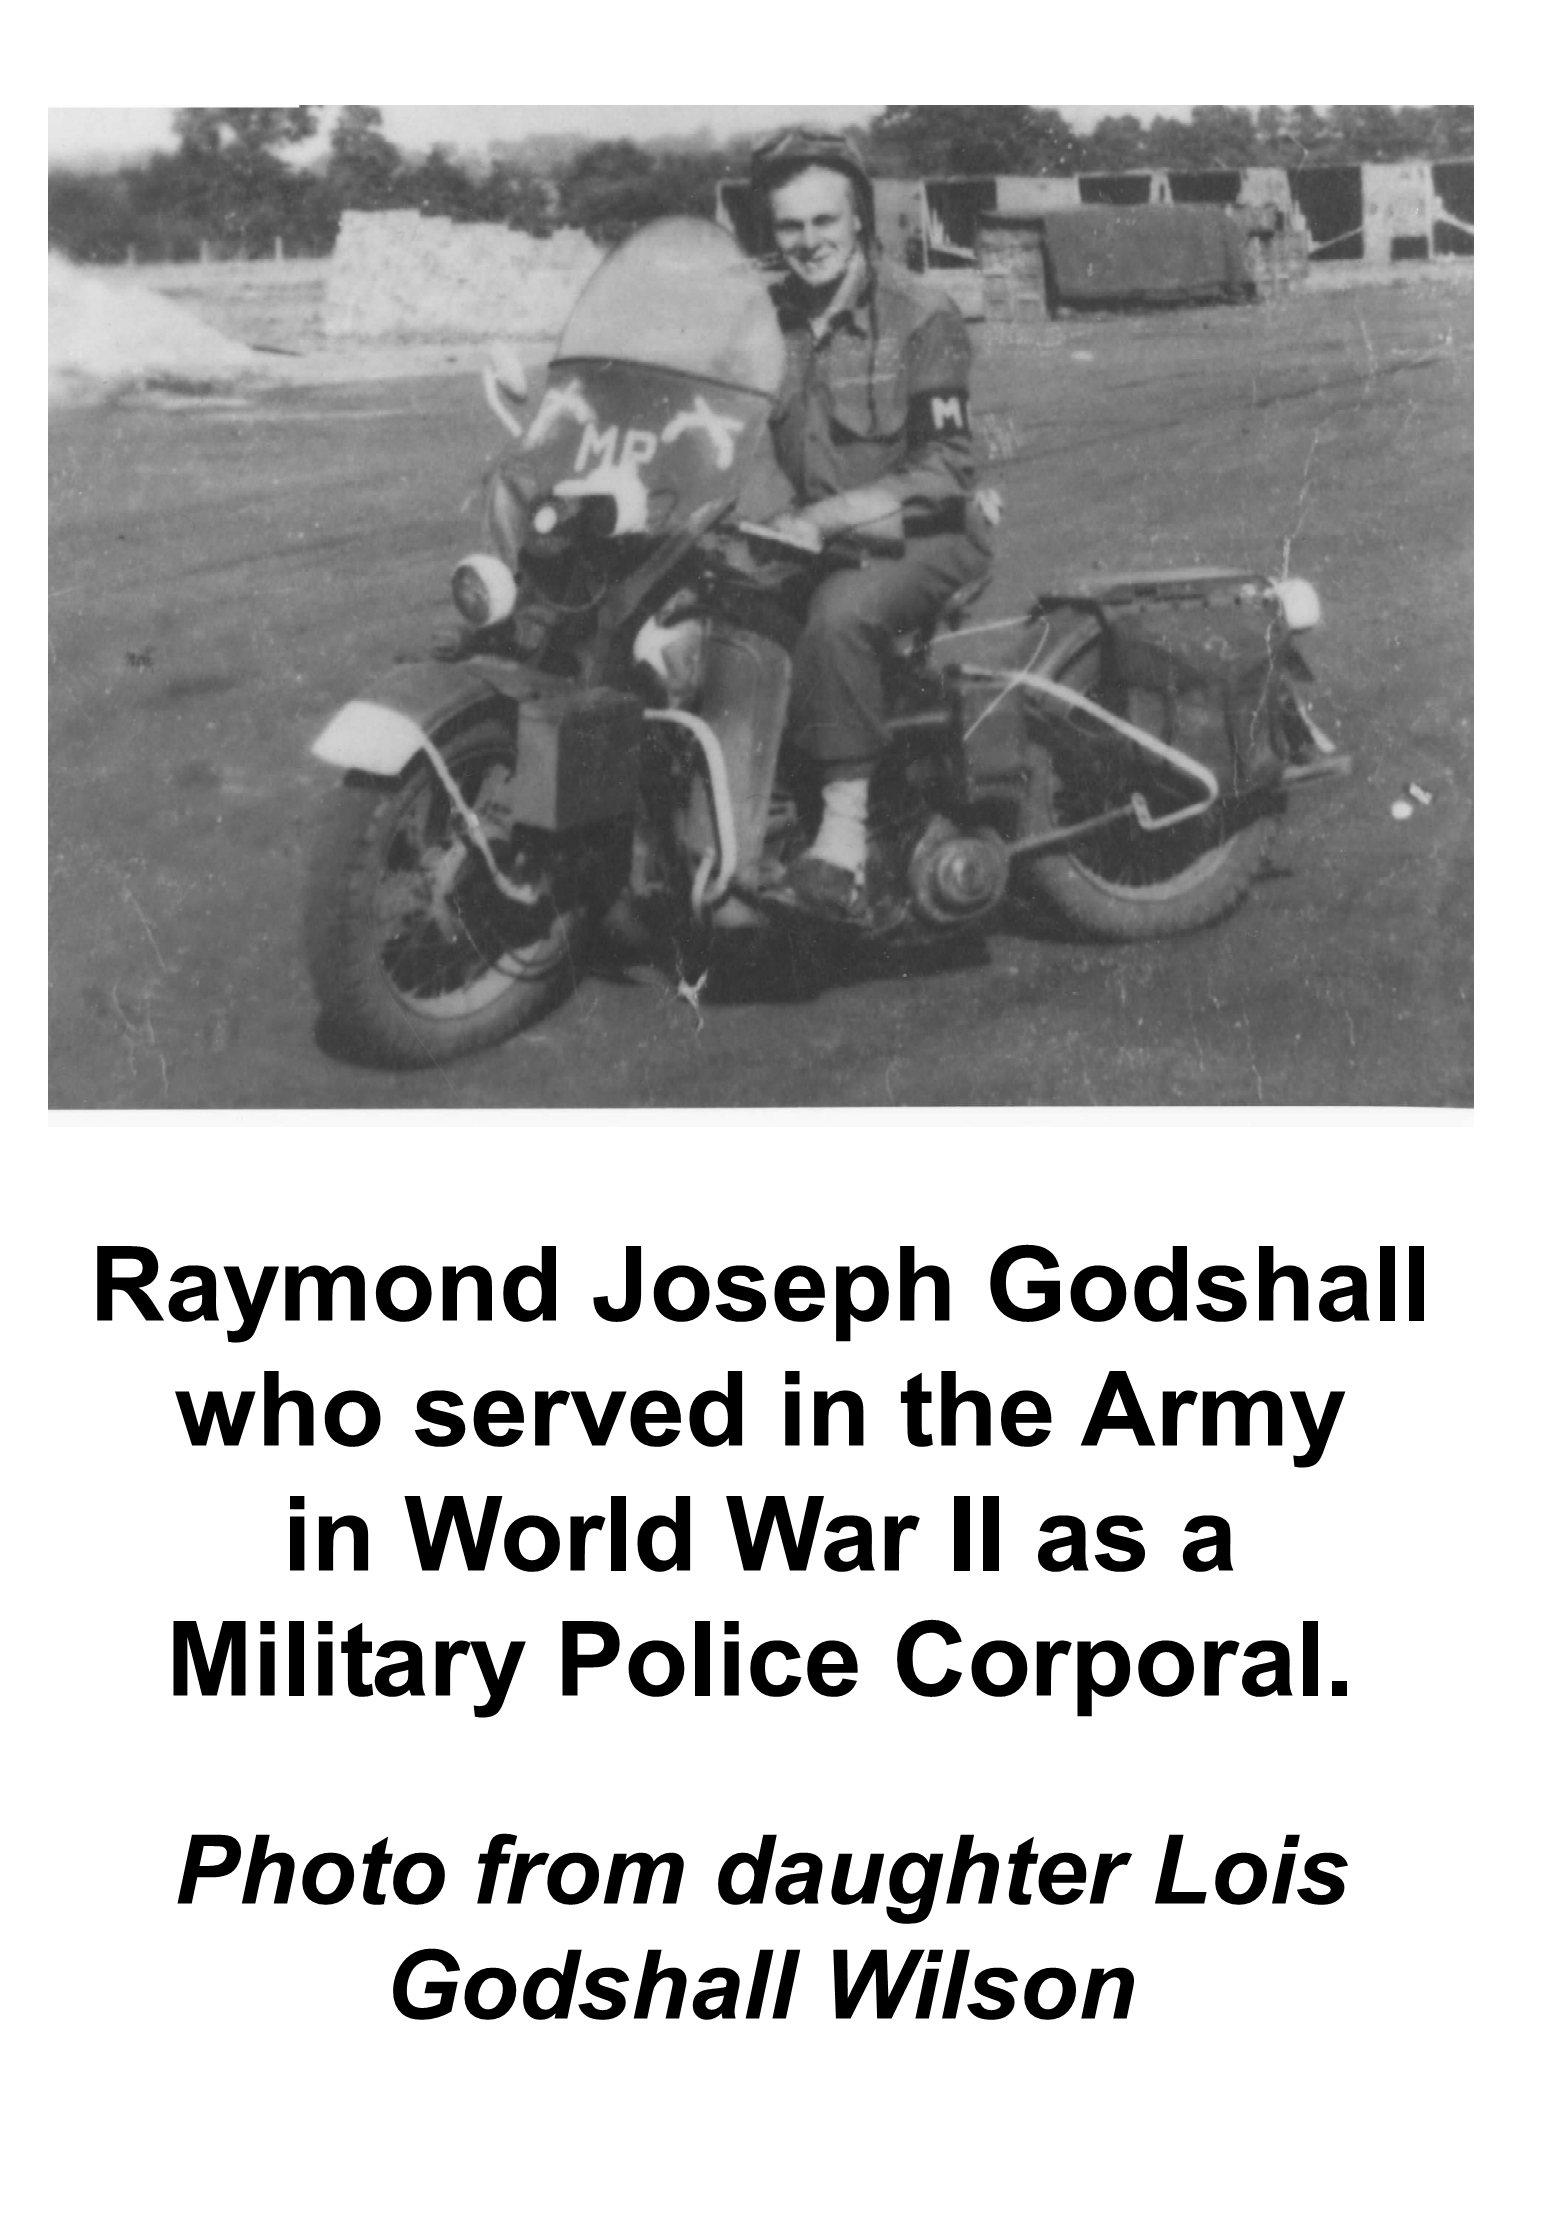 MP
M
Raymond Joseph Godshall
who served in the Army
in World War II as a
Military Police Corporal.
Photo from daughter Lois
Godshall Wilson